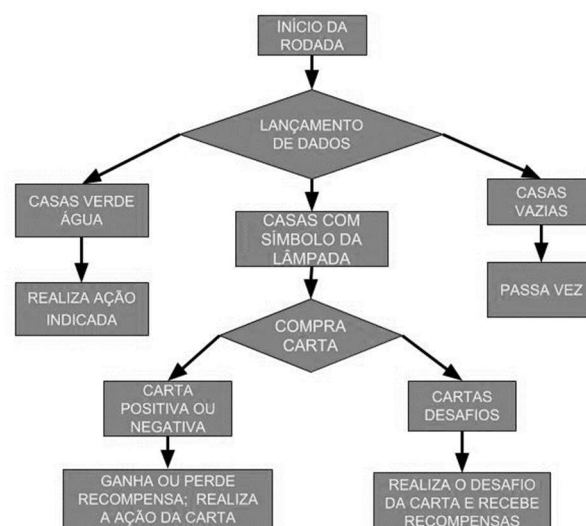 INÍCIO DA
RODADA
LANÇAMENTO
DE DADOS
CASAS VERDE
ÁGUA
CASAS COM
SÍMBOLO DA
LÂMPADA
CASAS
VAZIAS
REALIZA AÇÃO
INDICADA
PASSA VEZ
COMPRA
CARTA
CARTA
POSITIVA OU
NEGATIVA
CARTAS
DESAFIOS
GANHA OU PERDE
RECOMPENSA; REALIZA
A AÇÃO DA CARTA
REALIZA O DESAFIO
DA CARTA E RECEBE
RECOMPENSAS